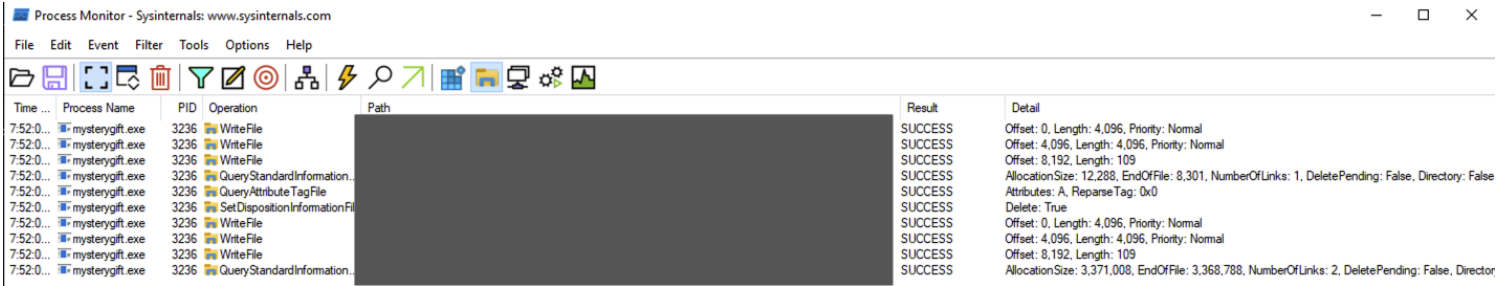 Process Monitor - Sysinternals: www.sysinternals.com
File Edit Event Filter Tools Options Help
Time ... Process Name PID Operation Path Result Detail
7:52:0... mysterygift.exe 3236 WriteFile SUCCESS Offset: 0, Length: 4,096, Priority: Normal
7:52:0... mysterygift.exe 3236 WriteFile SUCCESS Offset: 4,096, Length: 4,096, Priority: Normal
7:52:0... mysterygift.exe 3236 WriteFile SUCCESS Offset: 8,192, Length: 109
7:52:0... mysterygift.exe 3236 QueryStandardInformation... SUCCESS AllocationSize: 12,288, EndOfFile: 8,301, NumberOfLinks: 1, DeletePending: False, Directory: False
7:52:0... mysterygift.exe 3236 QueryAttributeTagFile SUCCESS Attributes: A, ReparseTag: 0x0
7:52:0... mysterygift.exe 3236 SetDispositionInformationFil SUCCESS Delete: True
7:52:0... mysterygift.exe 3236 WriteFile SUCCESS Offset: 0, Length: 4,096, Priority: Normal
7:52:0... mysterygift.exe 3236 WriteFile SUCCESS Offset: 4,096, Length: 4,096, Priority: Normal
7:52:0... mysterygift.exe 3236 WriteFile SUCCESS Offset: 8,192, Length: 109
7:52:0... mysterygift.exe 3236 QueryStandardInformation... SUCCESS AllocationSize: 3,371,008, EndOfFile: 3,368,788, NumberOfLinks: 2, DeletePending: False, Director